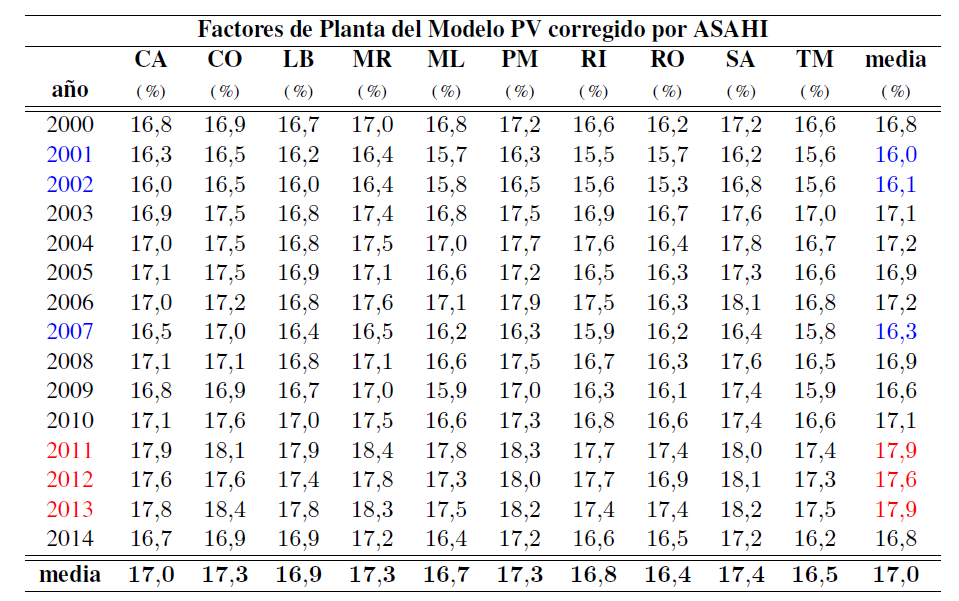 Factores de Planta del Modelo PV corregido por ASAHI
CA CO LB MR ML PM RI RO SA TM media
año (%) (%) (%) (%) (%) (%) (%) (%) (%) (%) (%)
2000 16,8 16,9 16,7 17,0 16,8 17,2 16,6 16,2 17,2 16,6 16,8
2001 16,3 16,5 16,2 16,4 15,7 16,3 15,5 15,7 16,2 15,6 16,0
2002 16,0 16,5 16,0 16,4 15,8 16,5 15,6 15,3 16,8 15,6 16,1
2003 16,9 17,5 16,8 17,4 16,8 17,5 16,9 16,7 17,6 17,0 17,1
2004 17,0 17,5 16,8 17,5 17,0 17,7 17,6 16,4 17,8 16,7 17,2
2005 17,1 17,5 16,9 17,1 16,6 17,2 16,5 16,3 17,3 16,6 16,9
2006 17,0 17,2 16,8 17,6 17,1 17,9 17,5 16,3 18,1 16,8 17,2
2007 16,5 17,0 16,4 16,5 16,2 16,3 15,9 16,2 16,4 15,8 16,3
2008 17,1 17,1 16,8 17,1 16,6 17,5 16,7 16,3 17,6 16,5 16,9
2009 16,8 16,9 16,7 17,0 15,9 17,0 16,3 16,1 17,4 15,9 16,6
2010 17,1 17,6 17,0 17,5 16,6 17,3 16,8 16,6 17,4 16,6 17,1
2011 17,9 18,1 17,9 18,4 17,8 18,3 17,7 17,4 18,0 17,4 17,9
2012 17,6 17,6 17,4 17,8 17,3 18,0 17,7 16,9 18,1 17,3 17,6
2013 17,8 18,4 17,8 18,3 17,5 18,2 17,4 17,4 18,2 17,5 17,9
2014 16,7 16,9 16,9 17,2 16,4 17,2 16,6 16,5 17,2 16,2 16,8
media 17,0 17,3 16,9 17,3 16,7 17,3 16,8 16,4 17,4 16,5 17,0